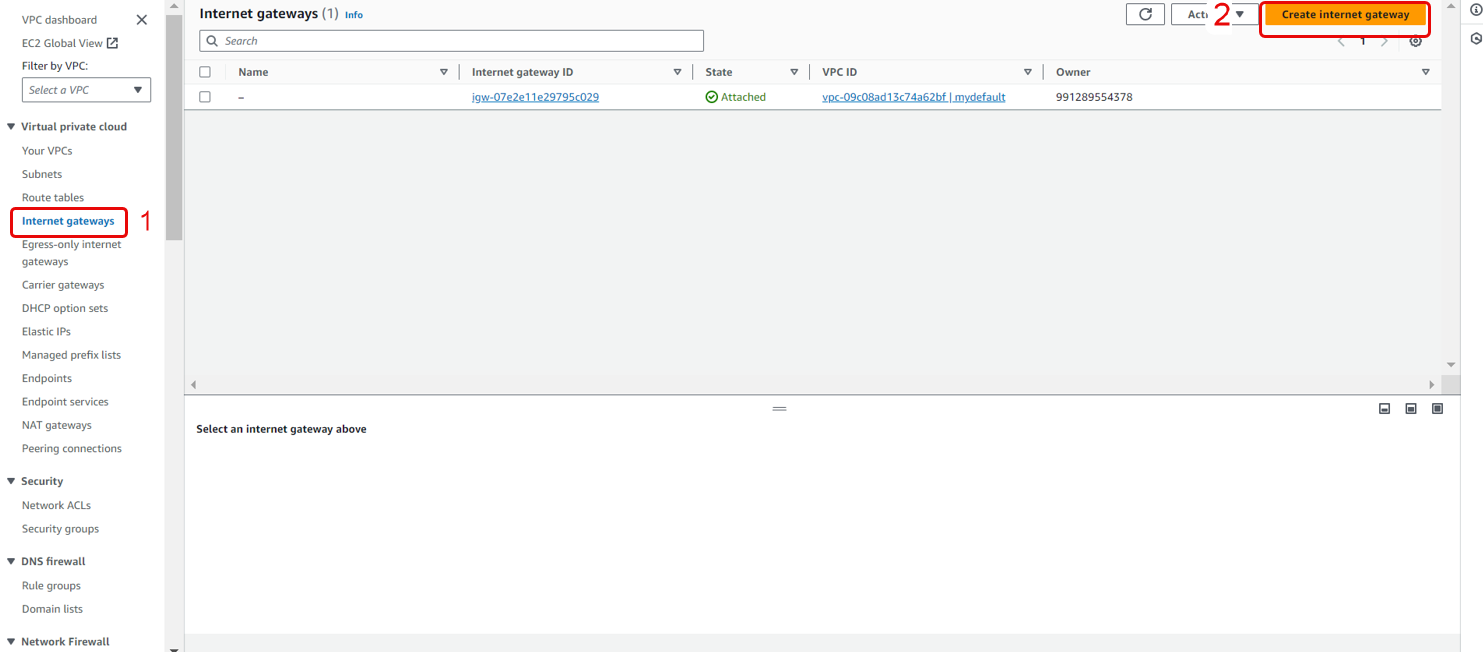 VPC dashboard
EC2 Global View
Filter by VPC:
Select a VPC
Virtual private cloud
Your VPCs
Subnets
Route tables
Internet gateways
1
Egress-only internet
gateways
Carrier gateways
DHCP option sets
Elastic IPs
Managed prefix lists
Endpoints
Endpoint services
NAT gateways
Peering connections
Security
Network ACLs
Security groups
DNS firewall
Rule groups
Domain lists
Network Firewall
Internet gateways (1) Info
2
Create internet gateway
Search
1
Name Internet gateway ID State VPC ID Owner
– igw-07e2e11e29795c029 Attached vpc-09c08ad13c74a62bf | mydefault 991289554378
Select an internet gateway above